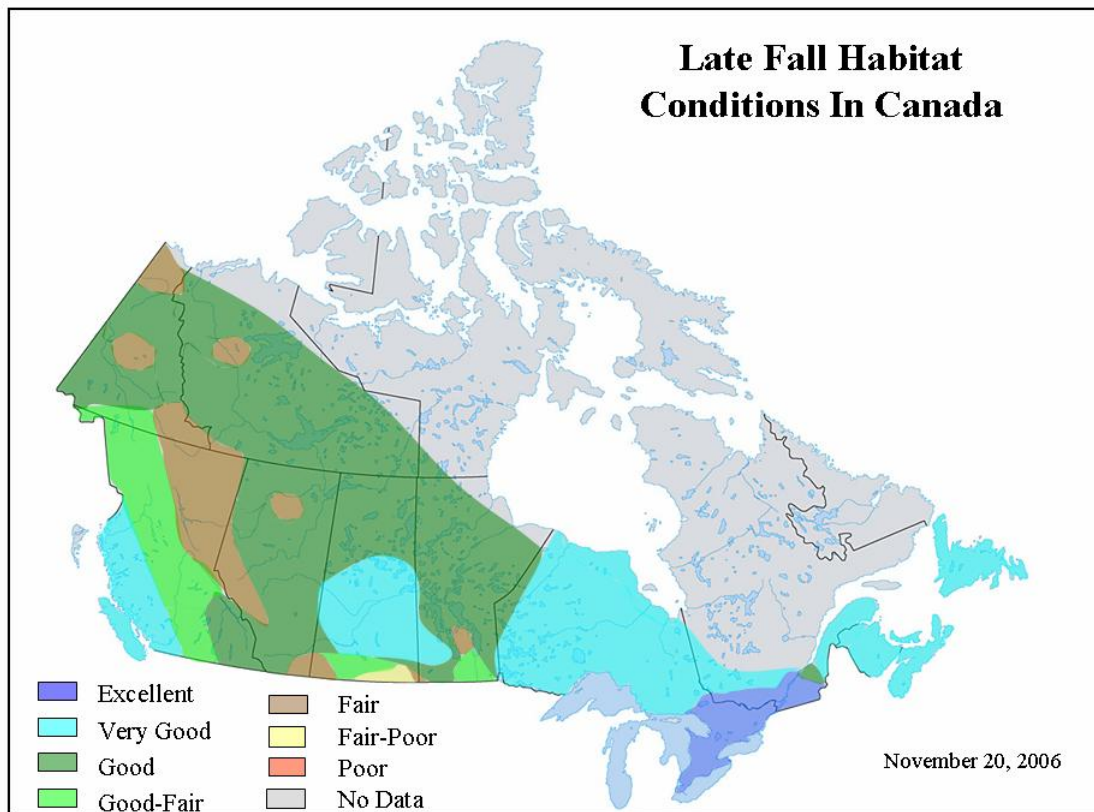 Late Fall Habitat
Conditions In Canada
Excellent
Very Good
Good
Good-Fair
Fair
Fair-Poor
Poor
No Data
November 20, 2006